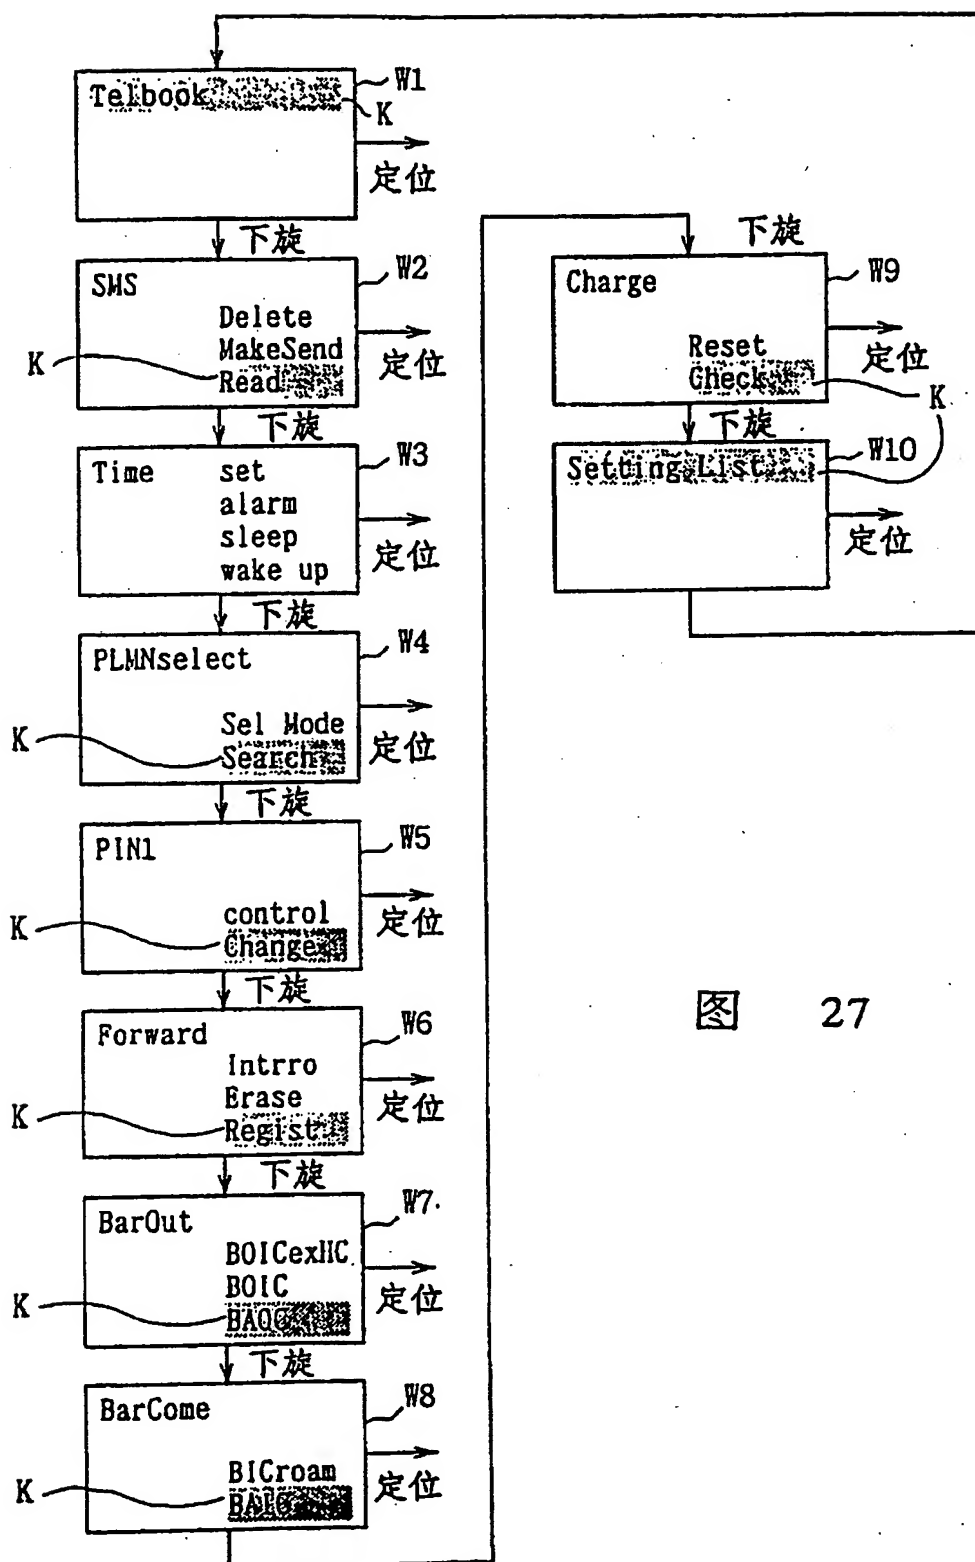 Telbook
W1
K
定位
下旋
SMS
W2
Delete
MakeSend
Read
K
定位
下旋
Time
W3
set
alarm
sleep
wake up
定位
下旋
PLMNselect
W4
Sel Mode
Search
K
定位
下旋
PIN1
W5
control
Change
K
定位
下旋
Forward
W6
Intrro
Erase
Regist
K
定位
下旋
BarOut
W7
BOICexHC
BOIC
BAOC
K
定位
下旋
BarCome
W8
BICroam
BAIC
K
定位
下旋
Charge
W9
Reset
Check
定位
K
下旋
Setting List
W10
定位
图 27